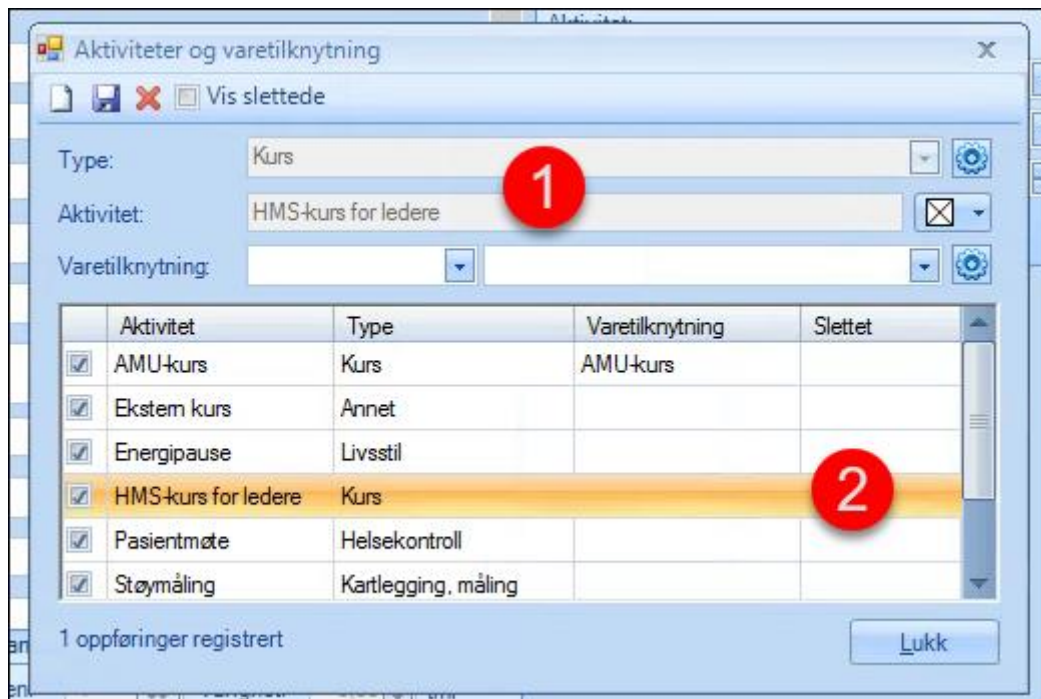 Aktivitet:
Aktiviteter og varetilknytning
Vis slettede
Type: Kurs
1
Aktivitet: HMS-kurs for ledere
Varetilknytning:
Aktivitet Type Varetilknytning Slettet
AMU-kurs Kurs AMU-kurs
Ekstern kurs Annet
Energipause Livsstil
HMS-kurs for ledere Kurs
2
Pasientmøte Helsekontroll
Støymåling Kartlegging, måling
1 oppføringer registrert
Lukk